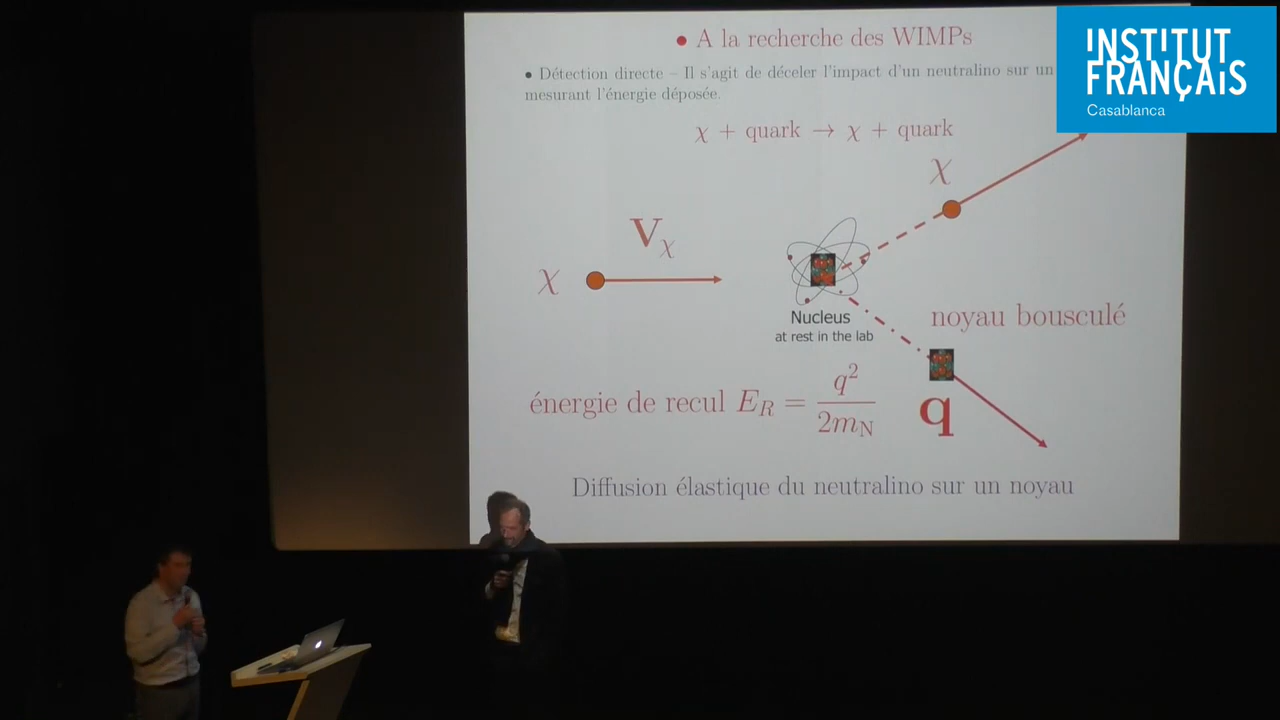 • A la recherche des WIMPs
• Détection directe – Il s'agit de déceler l'impact d'un neutralino sur un
mesurant l'énergie déposée.
χ + quark → χ + quark
χ
V_χ
χ
Nucleus
at rest in the lab
noyau bousculé
énergie de recul E_R = q²/2m_N
q
Diffusion élastique du neutralino sur un noyau
INSTITUT
FRANÇAIS
Casablanca